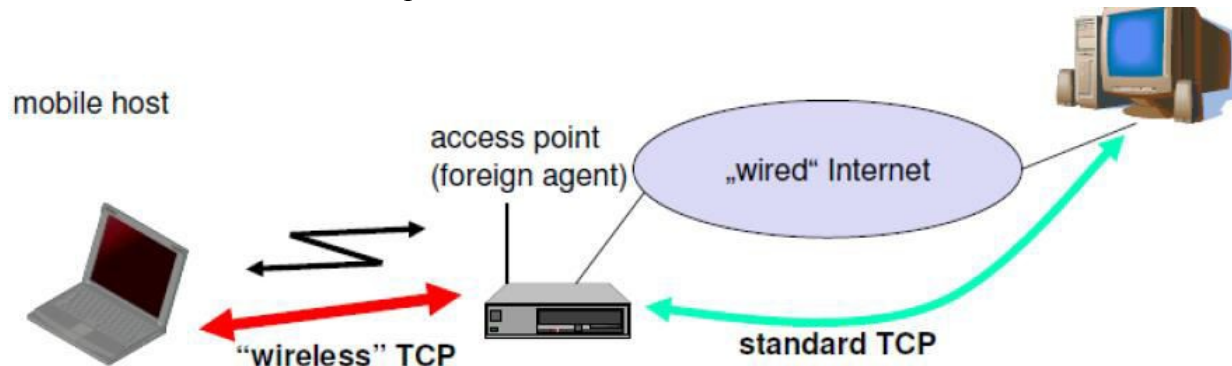 mobile host
access point
(foreign agent)
„wired“ Internet
“wireless” TCP
standard TCP